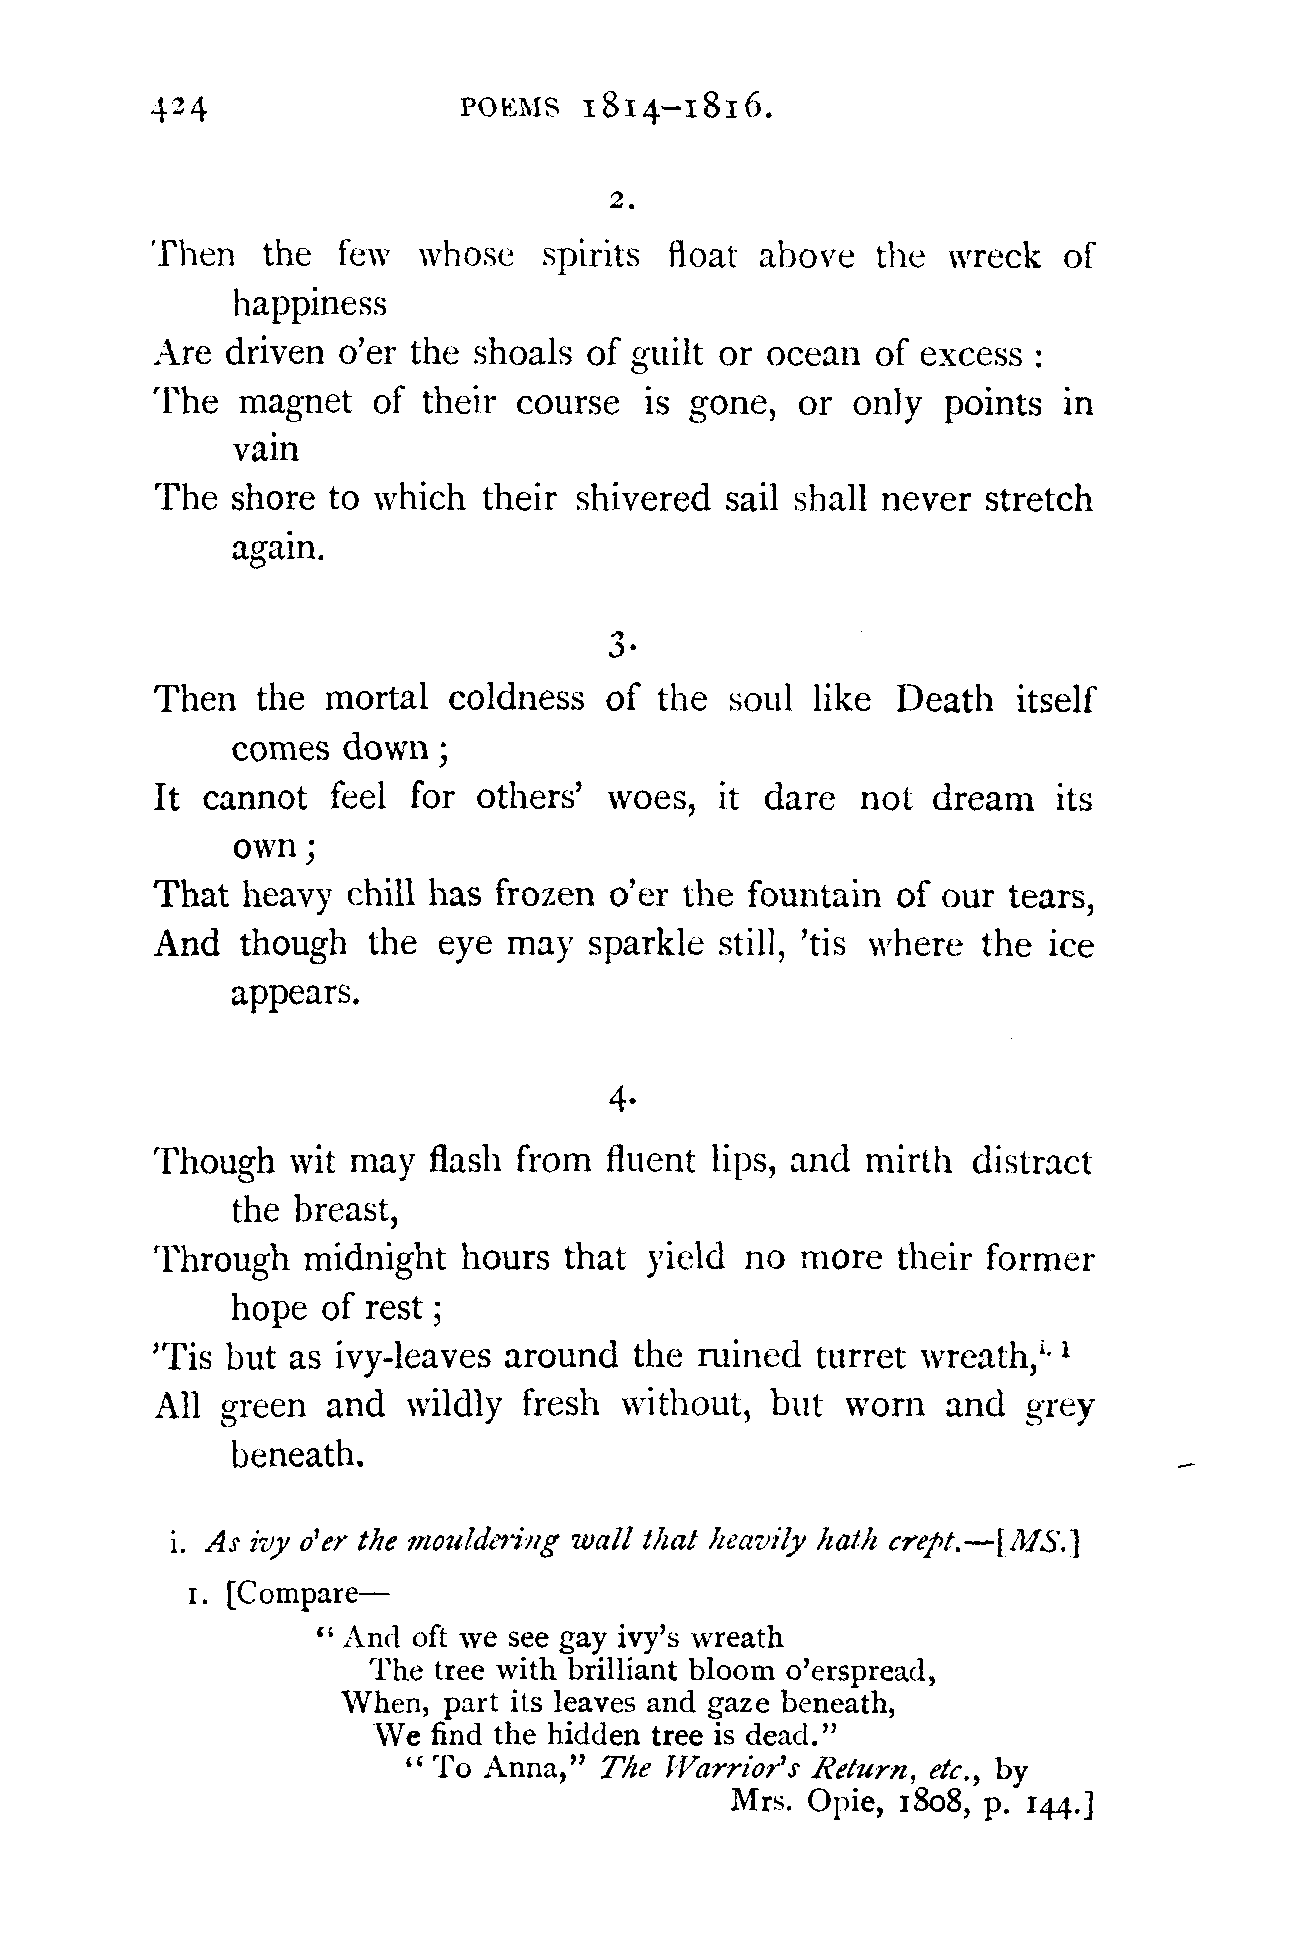 424 POEMS 1814–1816.
2.
Then the few whose spirits float above the wreck of
happiness
Are driven o'er the shoals of guilt or ocean of excess :
The magnet of their course is gone, or only points in
vain
The shore to which their shivered sail shall never stretch
again.
3.
Then the mortal coldness of the soul like Death itself
comes down ;
It cannot feel for others' woes, it dare not dream its
own ;
That heavy chill has frozen o'er the fountain of our tears,
And though the eye may sparkle still, 'tis where the ice
appears.
4.
Though wit may flash from fluent lips, and mirth distract
the breast,
Through midnight hours that yield no more their former
hope of rest ;
'Tis but as ivy-leaves around the ruined turret wreath,i. 1
All green and wildly fresh without, but worn and grey
beneath.
i. As ivy o'er the mouldering wall that heavily hath crept.—[MS.]
1. [Compare—
“ And oft we see gay ivy's wreath
The tree with brilliant bloom o'erspread,
When, part its leaves and gaze beneath,
We find the hidden tree is dead.”
“ To Anna,” The Warrior's Return, etc., by
Mrs. Opie, 1808, p. 144.]